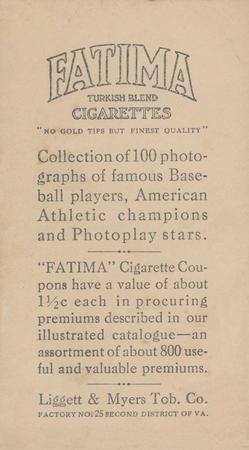 FATIMA
TURKISH BLEND
CIGARETTES
"NO GOLD TIPS BUT FINEST QUALITY"
Collection of 100 photo-
graphs of famous Base-
ball players, American
Athletic champions
and Photoplay stars.
"FATIMA" Cigarette Cou-
pons have a value of about
1½c each in procuring
premiums described in our
illustrated catalogue—an
assortment of about 800 use-
ful and valuable premiums.
Liggett & Myers Tob. Co.
FACTORY NO: 25 SECOND DISTRICT OF VA.